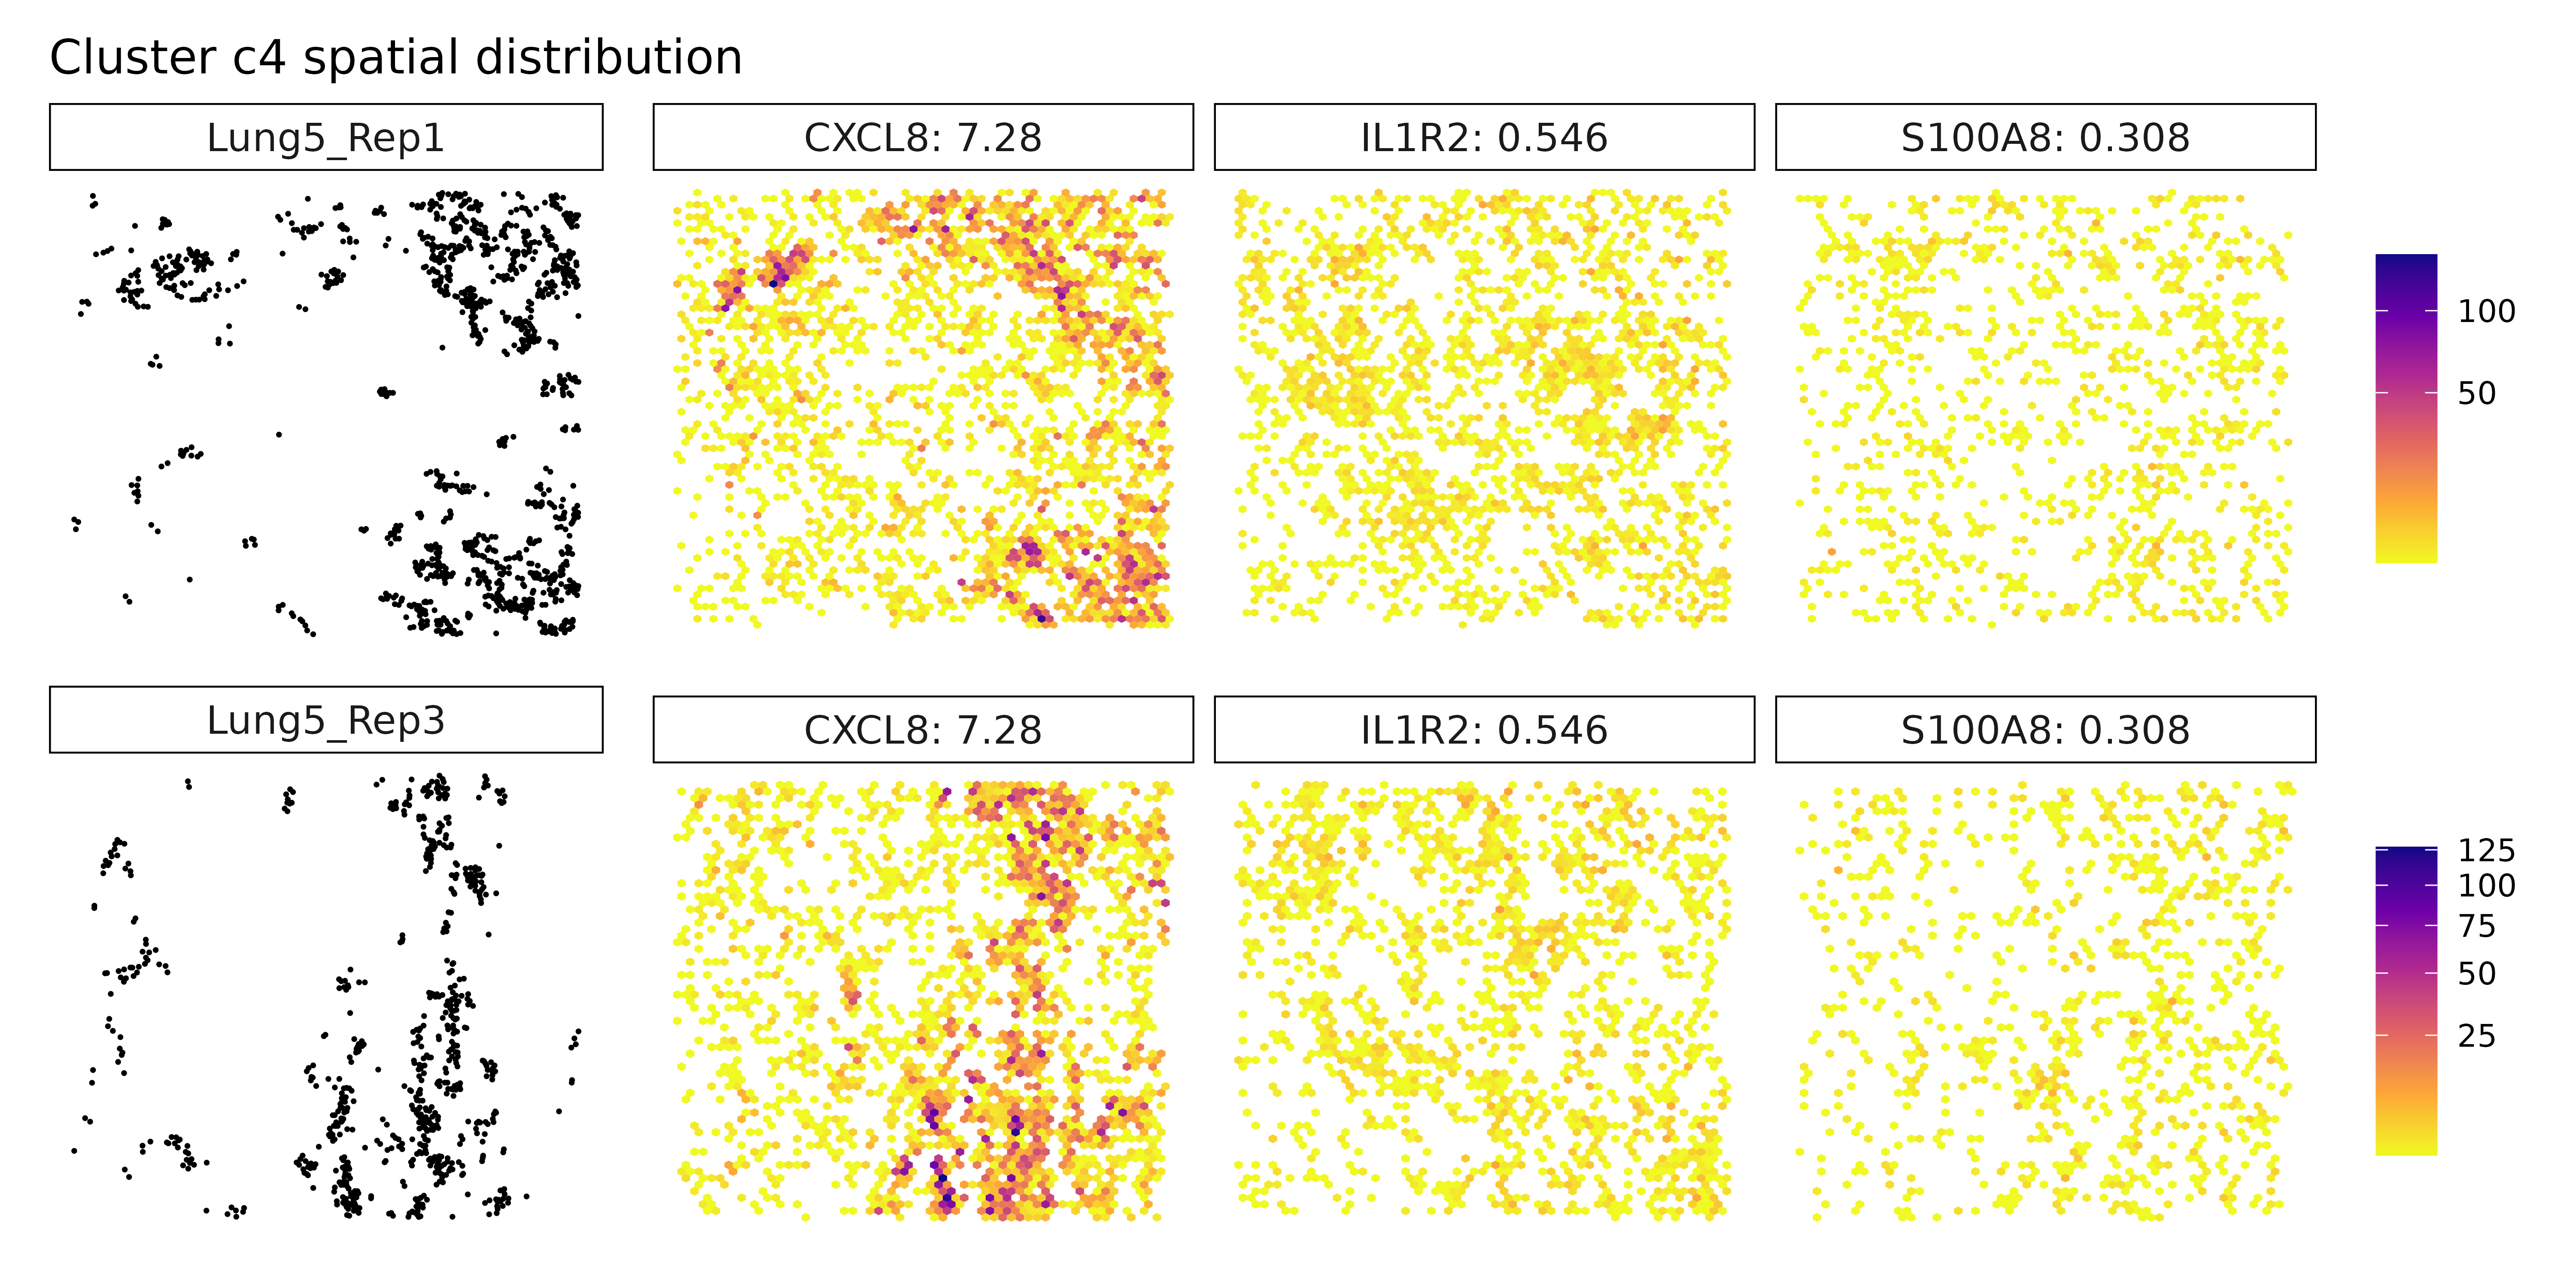 Cluster c4 spatial distribution
Lung5_Rep1
CXCL8: 7.28
IL1R2: 0.546
S100A8: 0.308
100
50
Lung5_Rep3
CXCL8: 7.28
IL1R2: 0.546
S100A8: 0.308
125
100
75
50
25